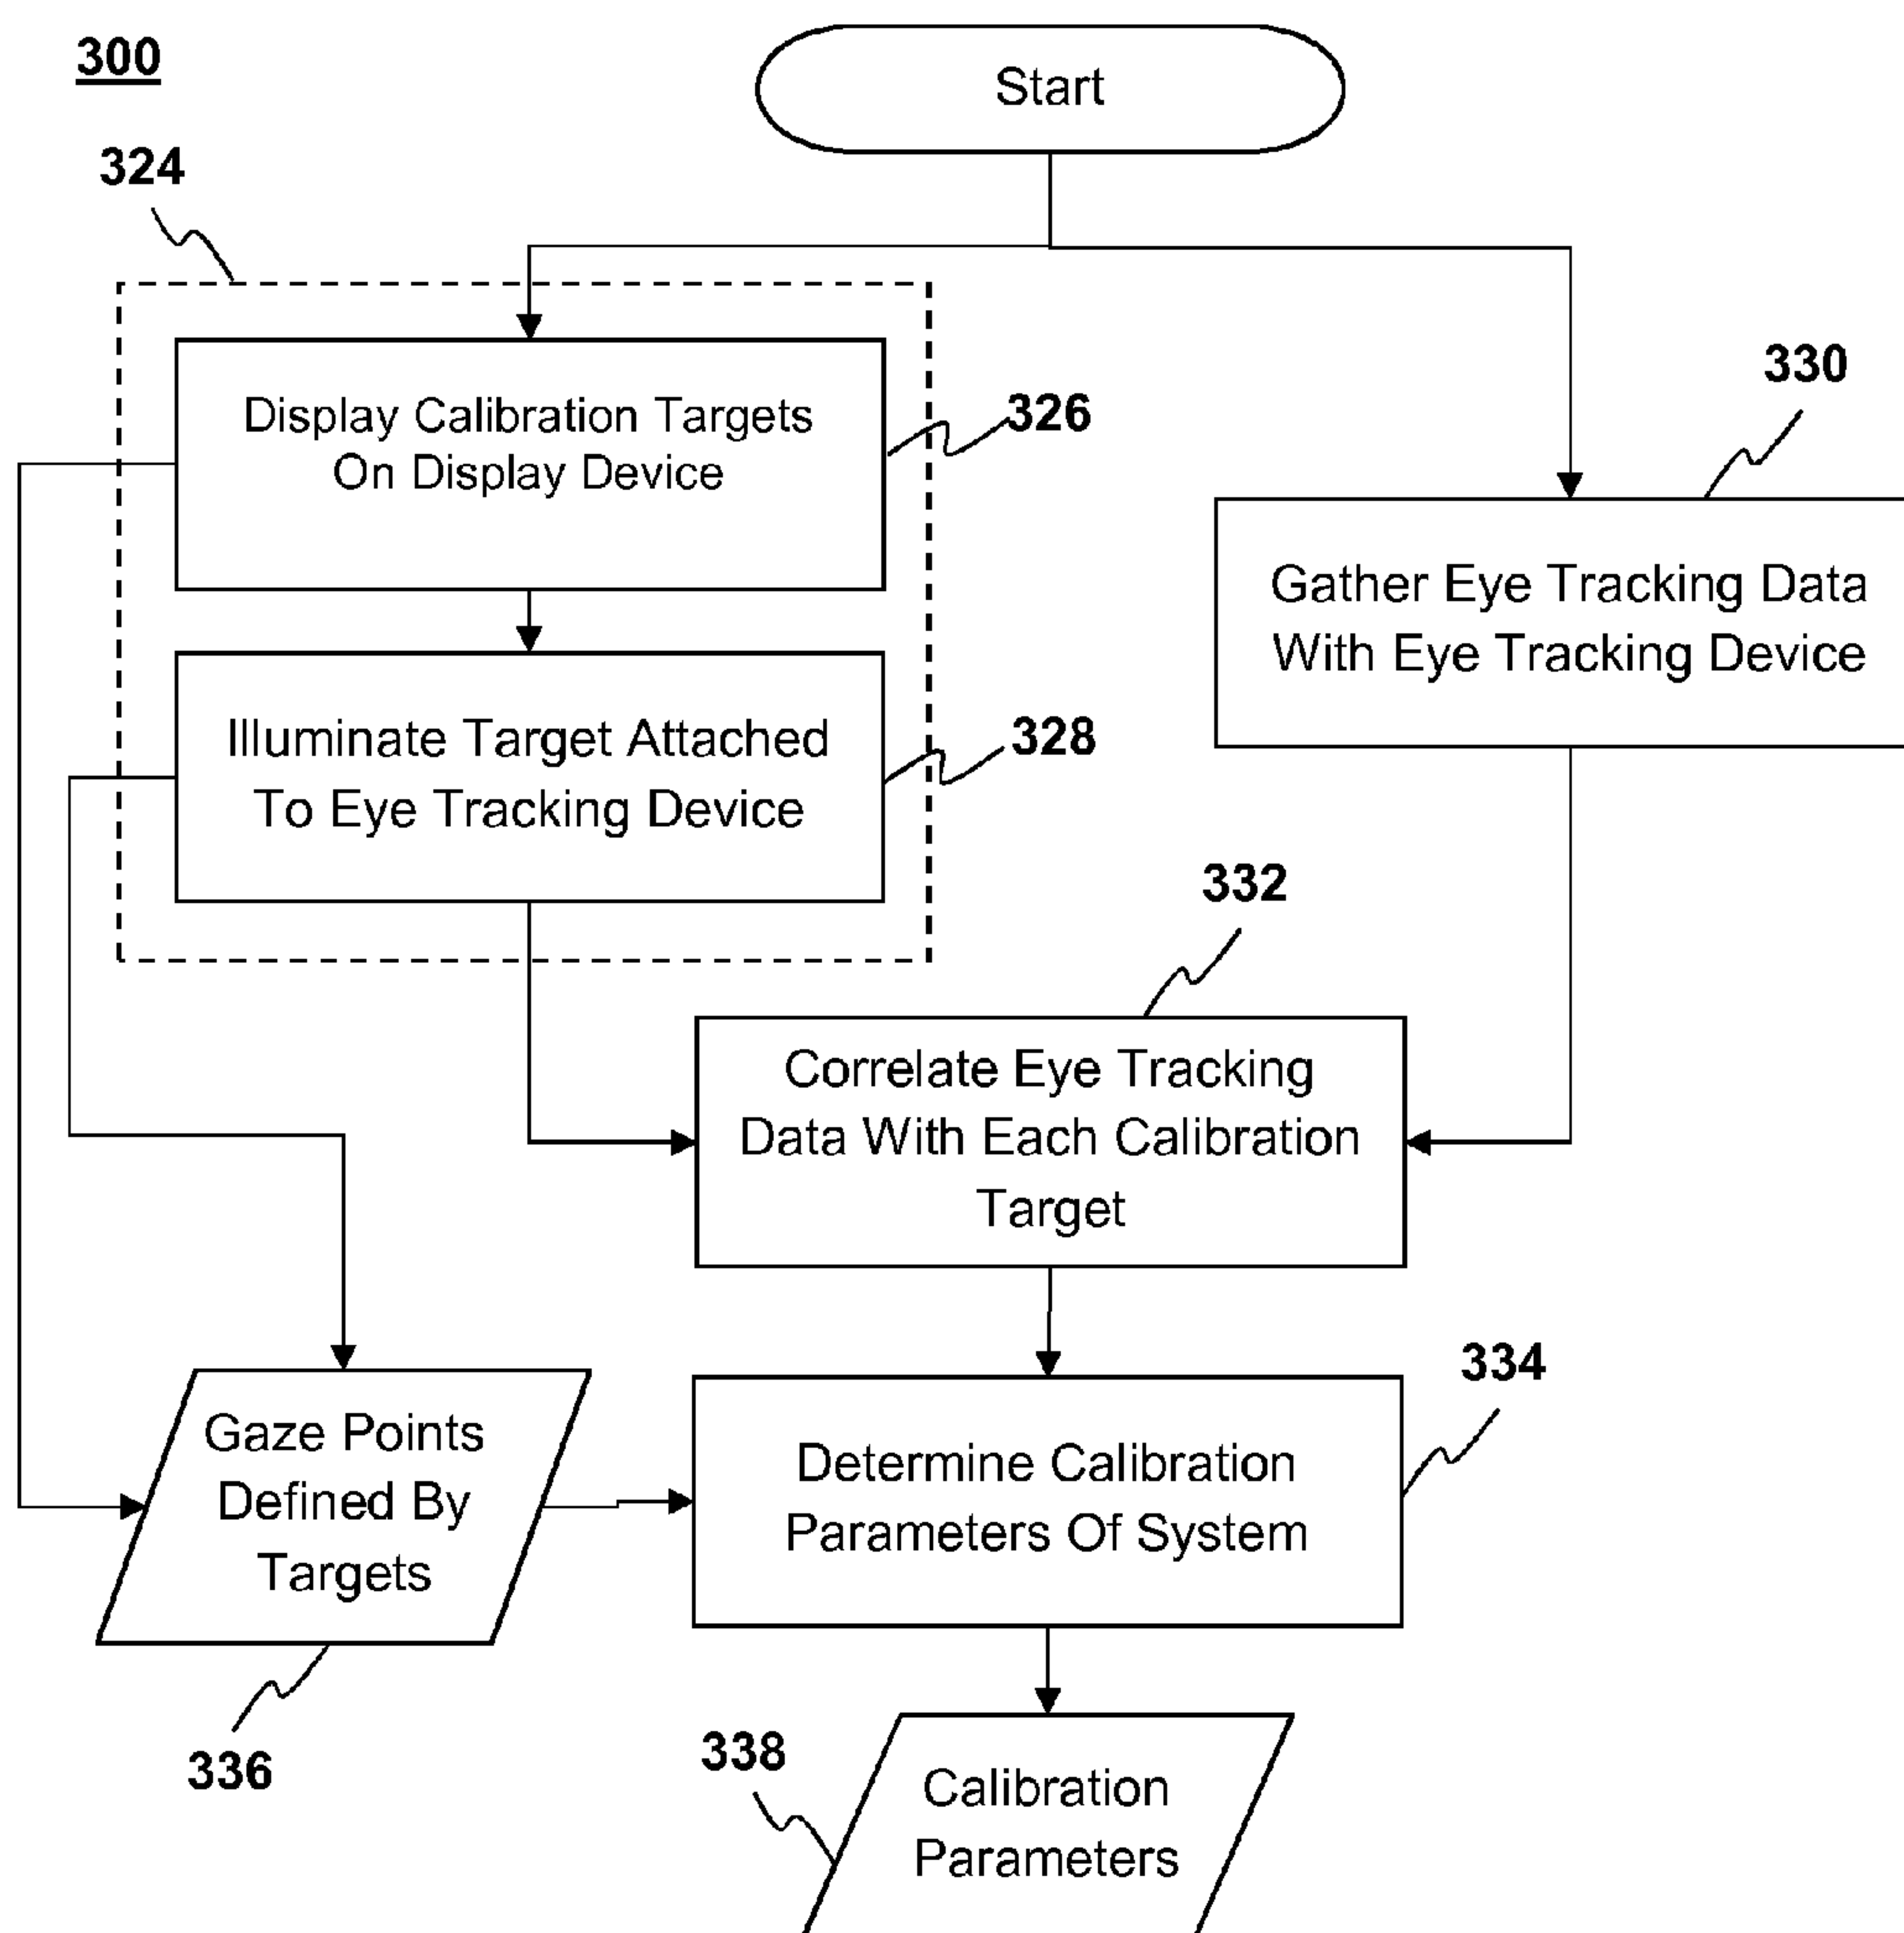 300
Start
324
Display Calibration Targets
On Display Device
326
330
Gather Eye Tracking Data
With Eye Tracking Device
Illuminate Target Attached
To Eye Tracking Device
328
332
Correlate Eye Tracking
Data With Each Calibration
Target
334
Gaze Points
Defined By
Targets
Determine Calibration
Parameters Of System
336
338
Calibration
Parameters